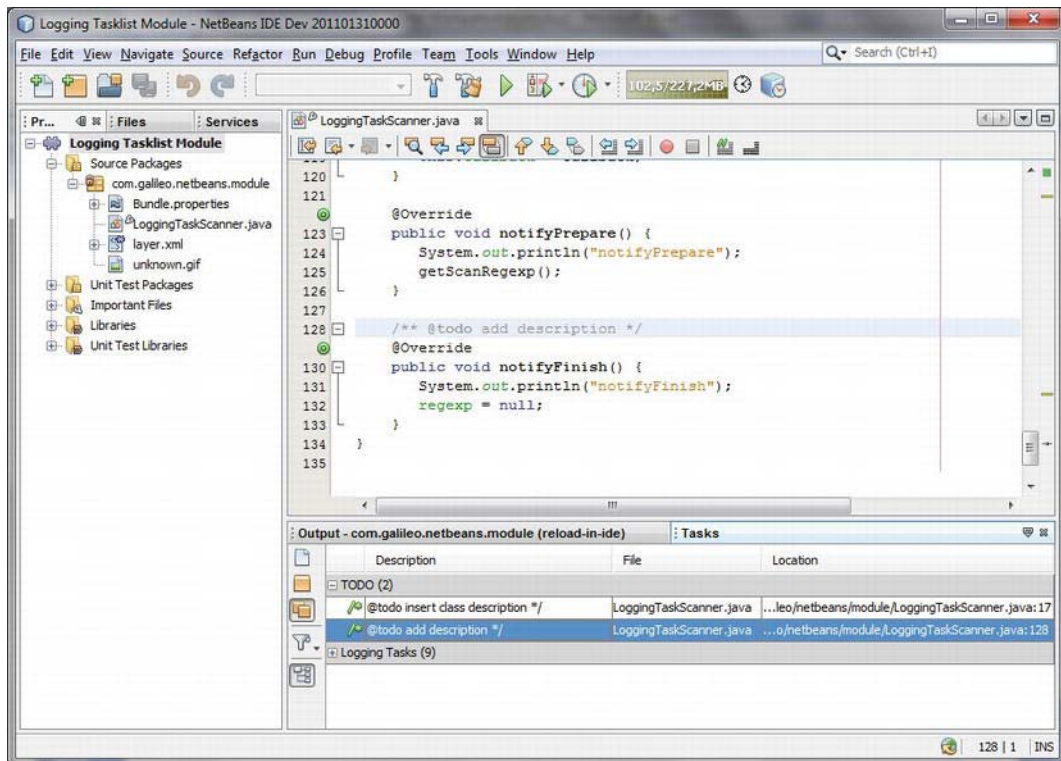 Logging Tasklist Module - NetBeans IDE Dev 201101310000
File Edit View Navigate Source Refactor Run Debug Profile Team Tools Window Help
Search (Ctrl+I)
102,5/227,2MB
Pr... Files Services
Logging Tasklist Module
Source Packages
com.galileo.netbeans.module
Bundle.properties
LoggingTaskScanner.java
layer.xml
unknown.gif
Unit Test Packages
Important Files
Libraries
Unit Test Libraries
LoggingTaskScanner.java
120 }
121
@Override
123 public void notifyPrepare() {
124 System.out.println("notifyPrepare");
125 getScanRegexp();
126 }
127
128 /** @todo add description */
@Override
130 public void notifyFinish() {
131 System.out.println("notifyFinish");
132 regexp = null;
133 }
134 }
135
Output - com.galileo.netbeans.module (reload-in-ide) Tasks
Description File Location
TODO (2)
@todo insert class description */ LoggingTaskScanner.java ...leo/netbeans/module/LoggingTaskScanner.java:17
@todo add description */ LoggingTaskScanner.java ...o/netbeans/module/LoggingTaskScanner.java:128
Logging Tasks (9)
128 | 1 INS